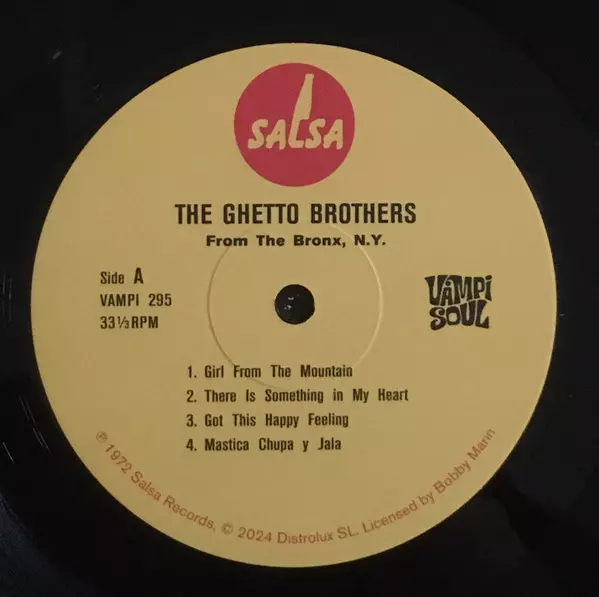 SALSA
THE GHETTO BROTHERS
From The Bronx, N.Y.
Side A
VAMPI 295
33⅓ RPM
VAMPI
SOUL
1. Girl From The Mountain
2. There Is Something in My Heart
3. Got This Happy Feeling
4. Mastica Chupa y Jala
℗ 1972 Salsa Records, © 2024 Distrolux SL. Licensed by Bobby Marin